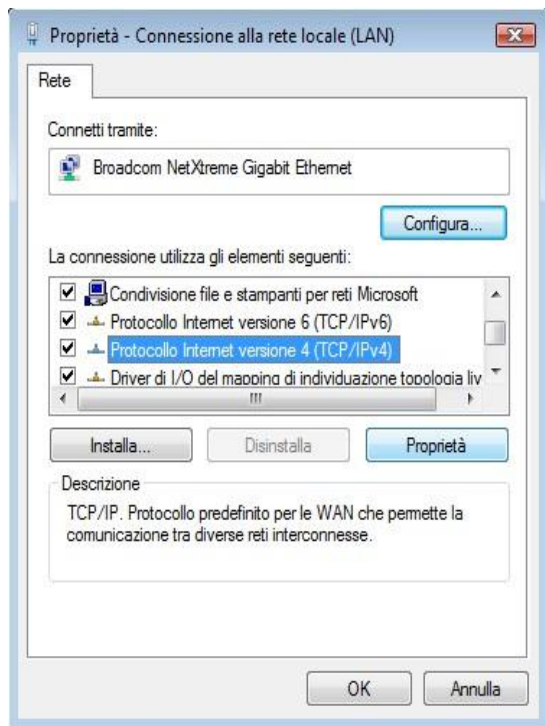 Proprietà - Connessione alla rete locale (LAN)
Rete
Connetti tramite:
Broadcom NetXtreme Gigabit Ethernet
Configura...
La connessione utilizza gli elementi seguenti:
Condivisione file e stampanti per reti Microsoft
Protocollo Internet versione 6 (TCP/IPv6)
Protocollo Internet versione 4 (TCP/IPv4)
Driver di I/O del mapping di individuazione topologia liv
Installa...
Disinstalla
Proprietà
Descrizione
TCP/IP. Protocollo predefinito per le WAN che permette la
comunicazione tra diverse reti interconnesse.
OK
Annulla